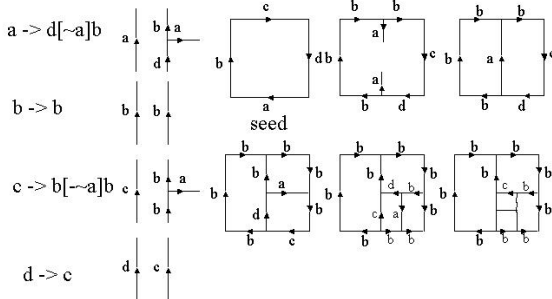 a -> d[~a]b
a b a d
c b d a
seed
b b b a a c b d
b b b a c b d
b -> b
b b
c -> b[-~a]b
c b a b
b b b b b a d b b c
b b b b b d b b c a b b b
b b b b b c b b b b b
d -> c
d c